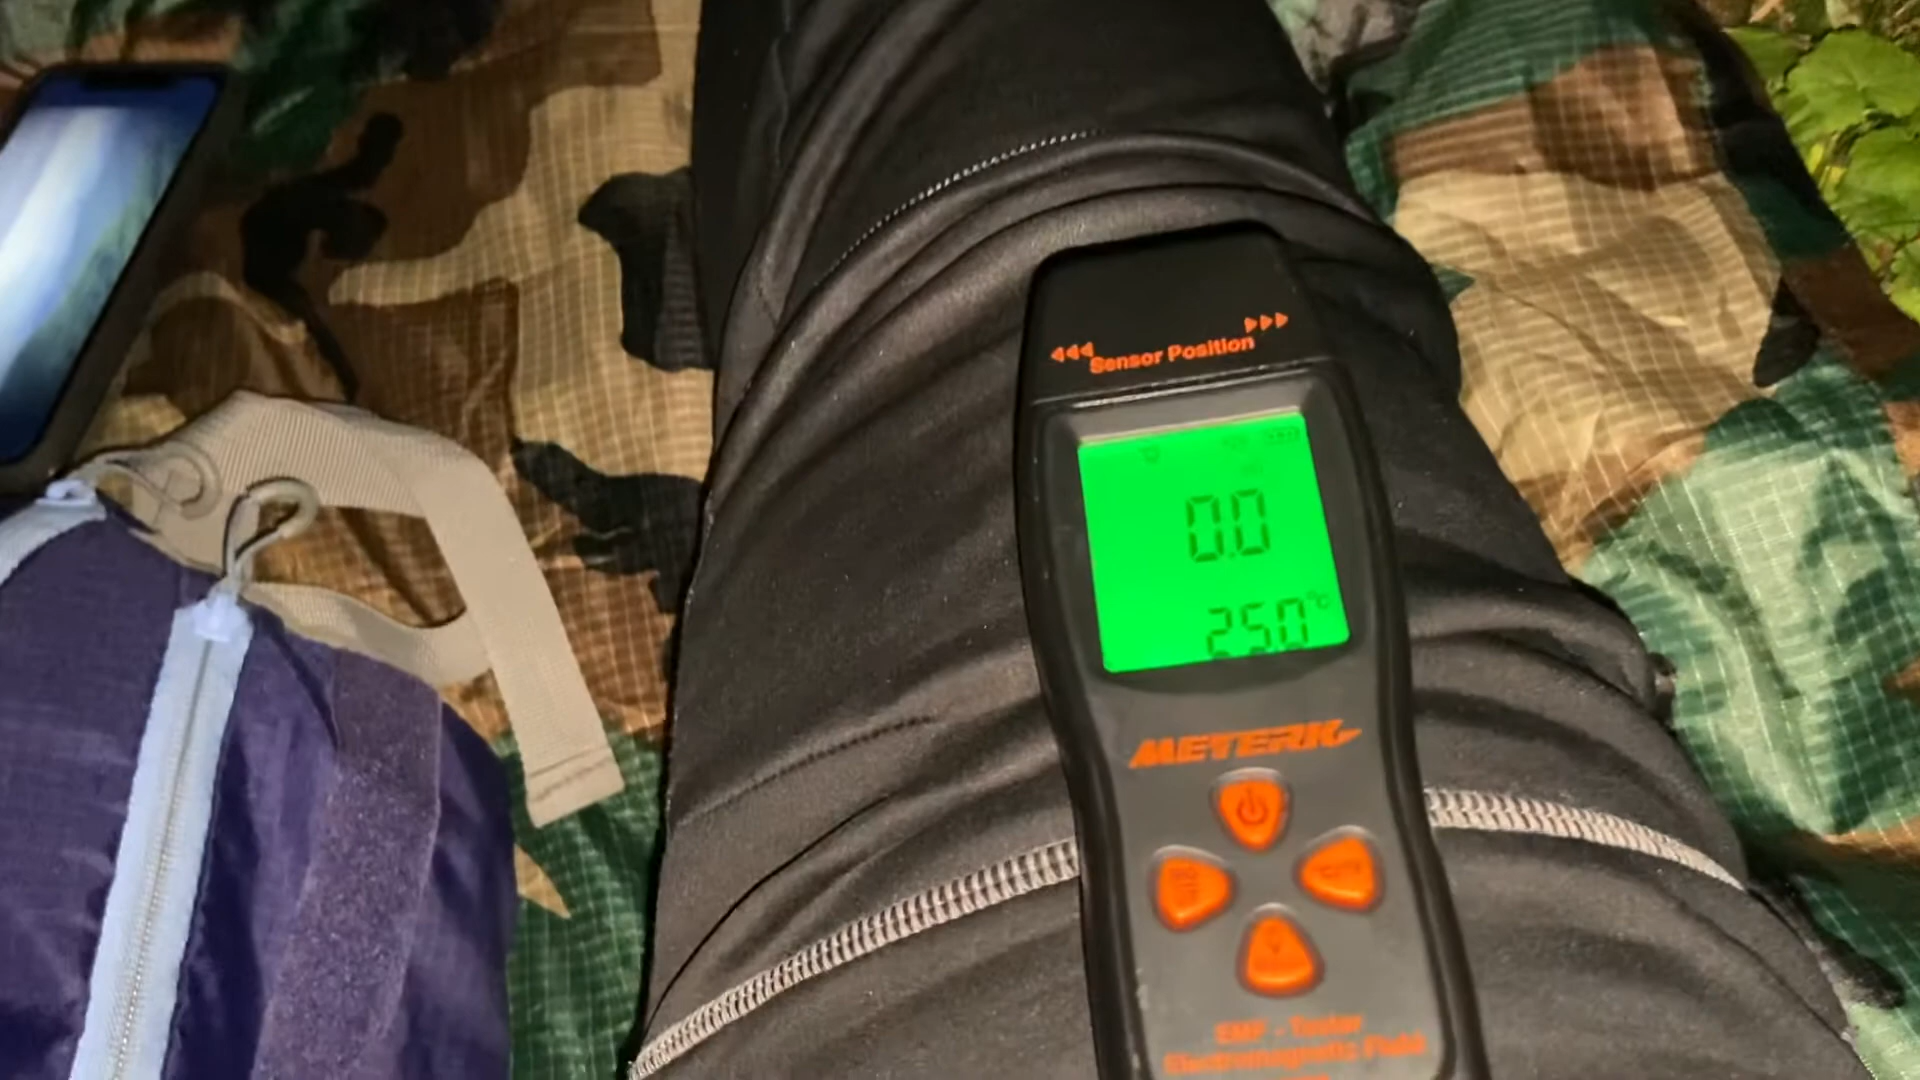 Sensor Position
0.0
25.0 °C
METERK
EMF - Tester
Electromagnetic Field